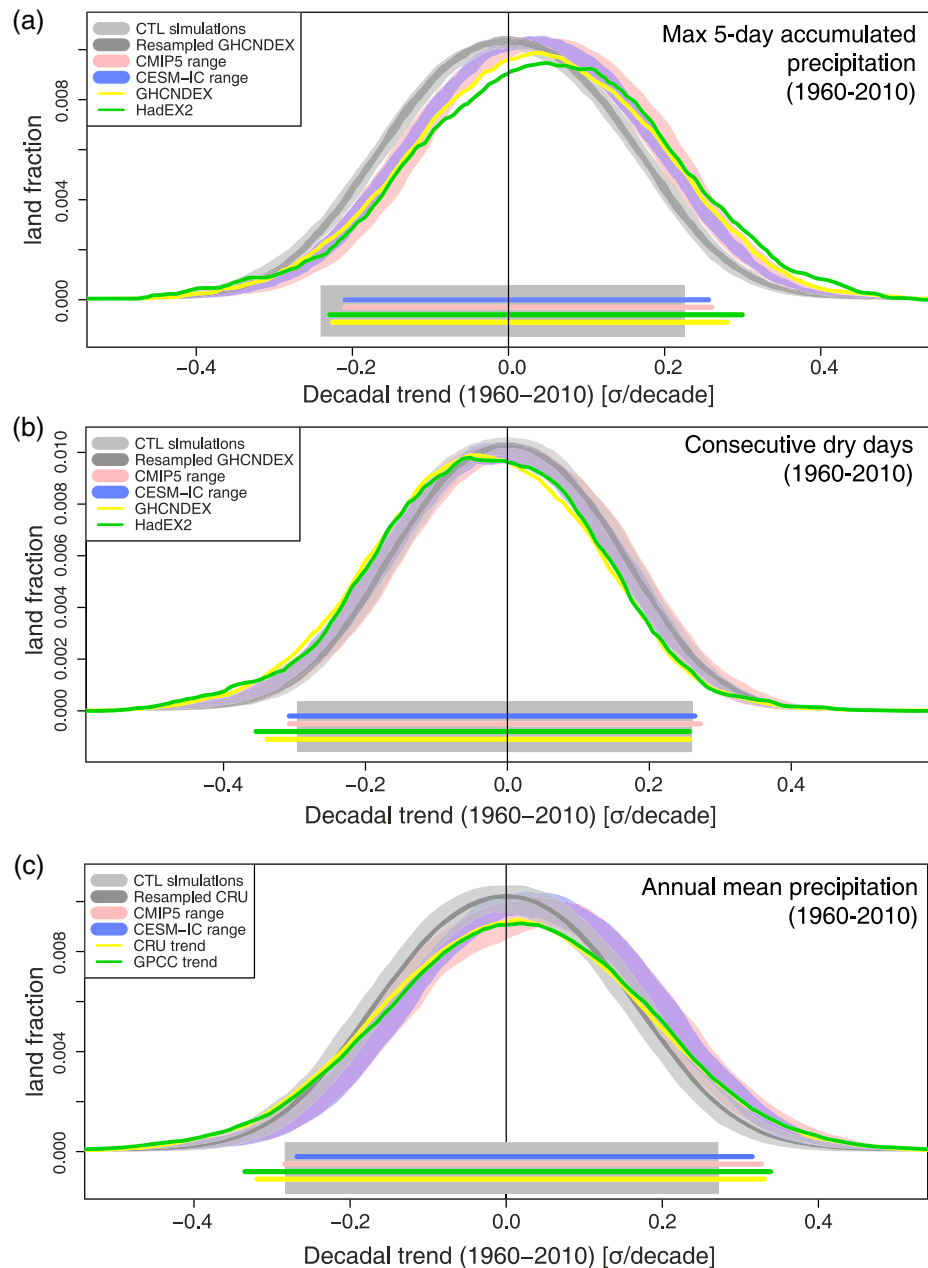 (a)
CTL simulations
Resampled GHCNDEX
CMIP5 range
CESM−IC range
GHCNDEX
HadEX2
Max 5-day accumulated
precipitation
(1960-2010)
land fraction
0.000
0.004
0.008
−0.4 −0.2 0.0 0.2 0.4
Decadal trend (1960−2010) [σ/decade]
(b)
CTL simulations
Resampled GHCNDEX
CMIP5 range
CESM−IC range
GHCNDEX
HadEX2
Consecutive dry days
(1960-2010)
land fraction
0.000
0.002
0.004
0.006
0.008
0.010
−0.4 −0.2 0.0 0.2 0.4
Decadal trend (1960−2010) [σ/decade]
(c)
CTL simulations
Resampled CRU
CMIP5 range
CESM−IC range
CRU trend
GPCC trend
Annual mean precipitation
(1960-2010)
land fraction
0.000
0.004
0.008
−0.4 −0.2 0.0 0.2 0.4
Decadal trend (1960−2010) [σ/decade]